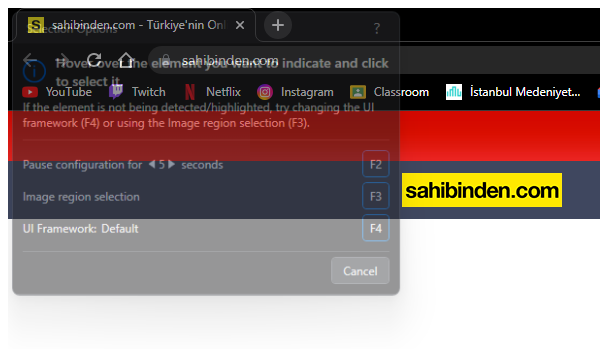 sahibinden.com - Türkiye'nin Onl
Selection Options
?
sahibinden.com
Hover over the element you want to indicate and click
to select it.
YouTube
Twitch
Netflix
Instagram
Classroom
İstanbul Medeniyet...
If the element is not being detected/highlighted, try changing the UI
framework (F4) or using the Image region selection (F3).
Pause configuration for 5 seconds
F2
sahibinden.com
Image region selection
F3
UI Framework: Default
F4
Cancel